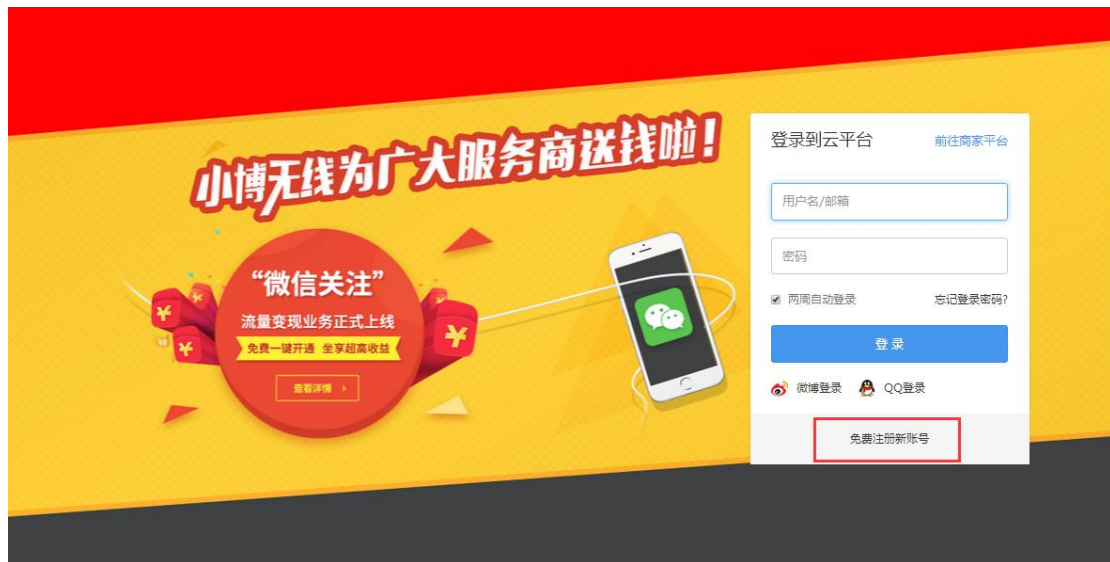 小博无线为广大服务商送钱啦!
“微信关注”
流量变现业务正式上线
免费一键开通 坐享超高收益
查看详情
登录到云平台 前往商家平台
用户名/邮箱
密码
两周自动登录 忘记登录密码?
登 录
微博登录 QQ登录
免费注册新账号